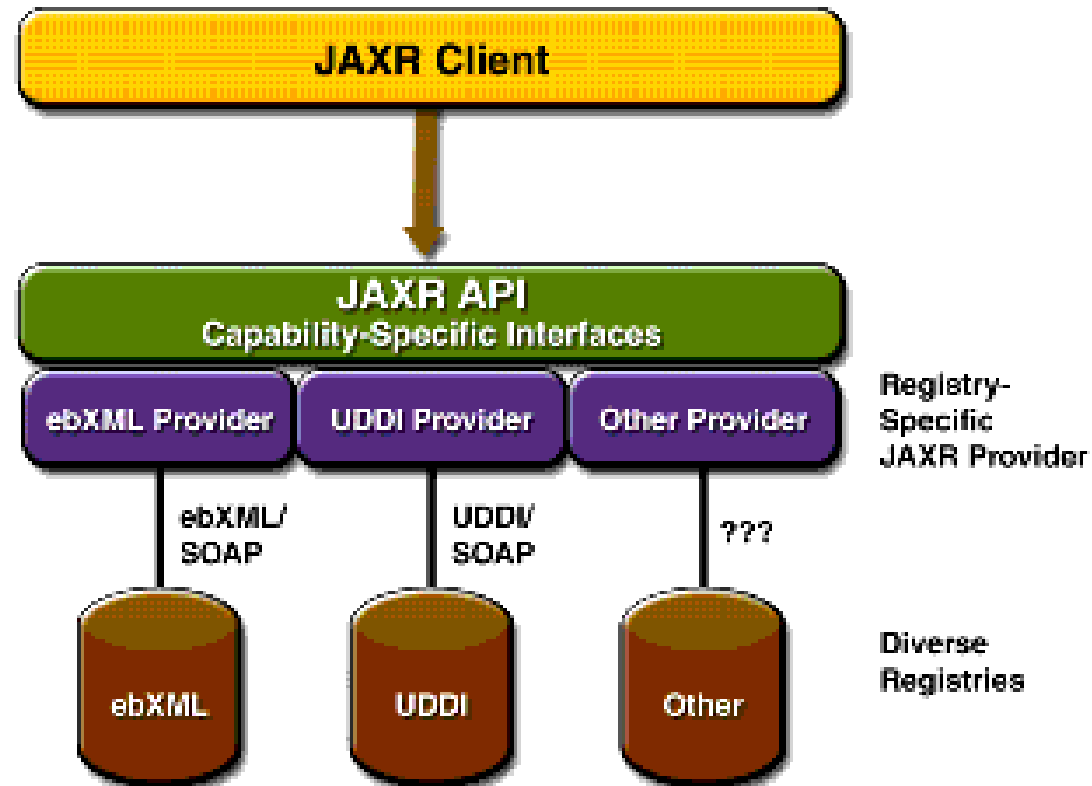 JAXR Client
JAXR API
Capability-Specific Interfaces
ebXML Provider
UDDI Provider
Other Provider
Registry-
Specific
JAXR Provider
ebXML/
SOAP
UDDI/
SOAP
???
ebXML
UDDI
Other
Diverse
Registries